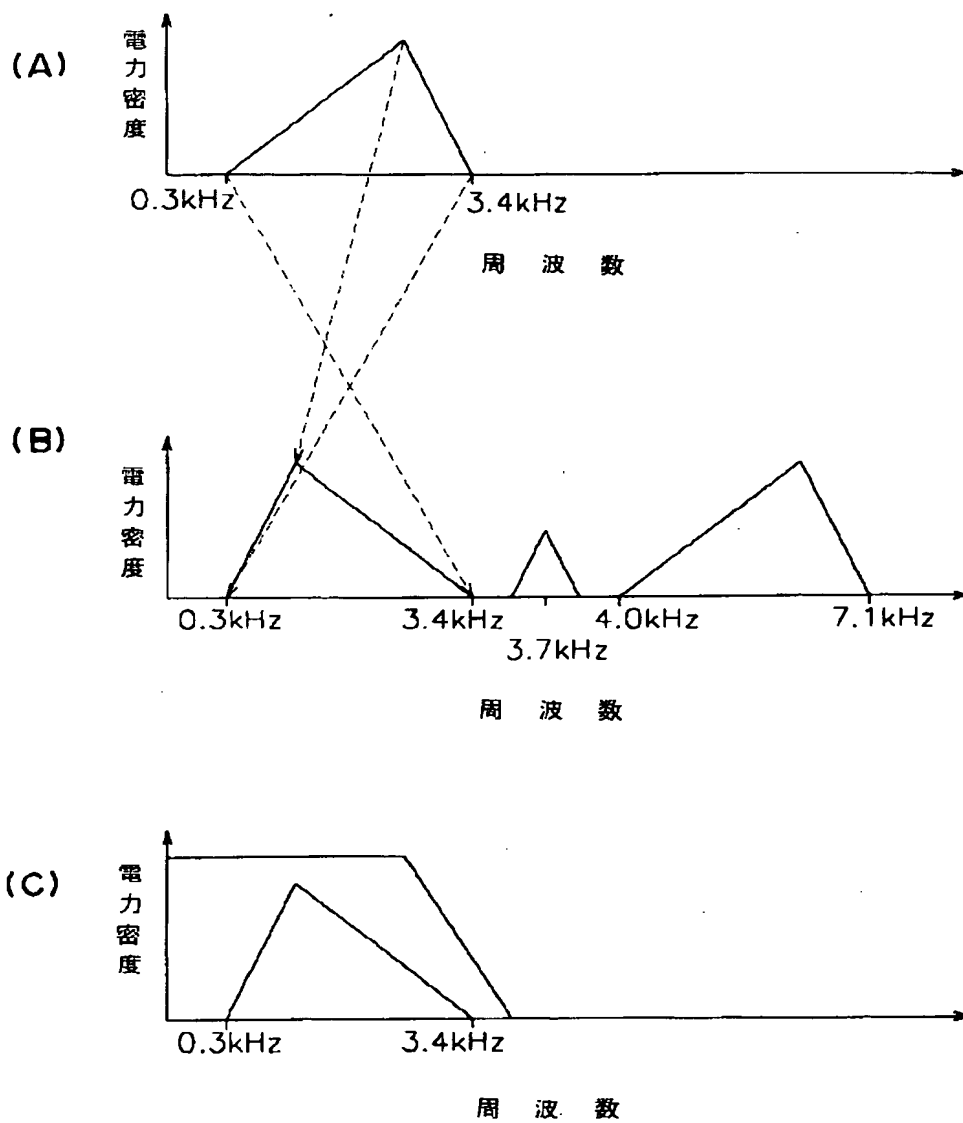 (A)
電力密度
0.3kHz 3.4kHz
周 波 数
(B)
電力密度
0.3kHz 3.4kHz 4.0kHz 7.1kHz
3.7kHz
周 波 数
(C)
電力密度
0.3kHz 3.4kHz
周 波 数